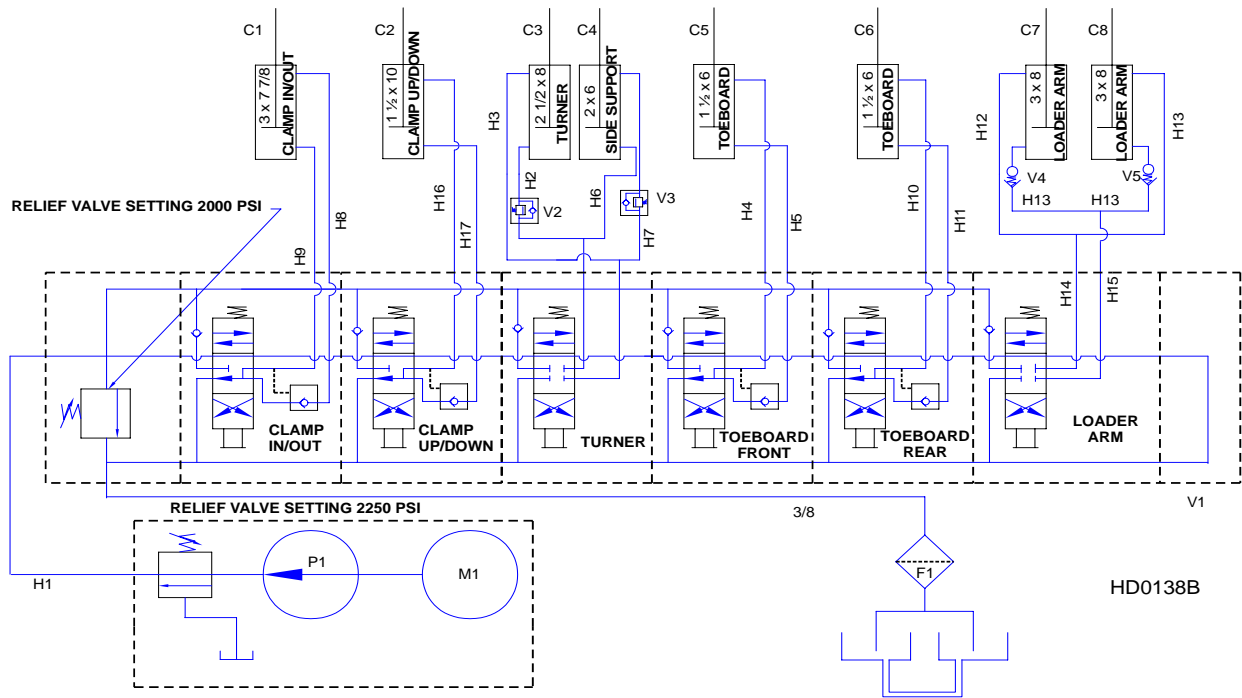 C1
C2
C3
C4
C5
C6
C7
C8
3 x 7 7/8
CLAMP IN/OUT
1 ½ x 10
CLAMP UP/DOWN
2 1/2 x 8
TURNER
2 x 6
SIDE SUPPORT
1 ½ x 6
TOEBOARD
1 ½ x 6
TOEBOARD
3 x 8
LOADER ARM
3 x 8
LOADER ARM
H3
H12
H13
H2
H16
H6
H4
H10
V4
V5
H13
H13
RELIEF VALVE SETTING 2000 PSI
H8
V2
V3
H9
H17
H7
H5
H11
H14
H15
CLAMP
IN/OUT
CLAMP
UP/DOWN
TURNER
TOEBOARD
FRONT
TOEBOARD
REAR
LOADER
ARM
V1
RELIEF VALVE SETTING 2250 PSI
3/8
H1
P1
M1
F1
HD0138B